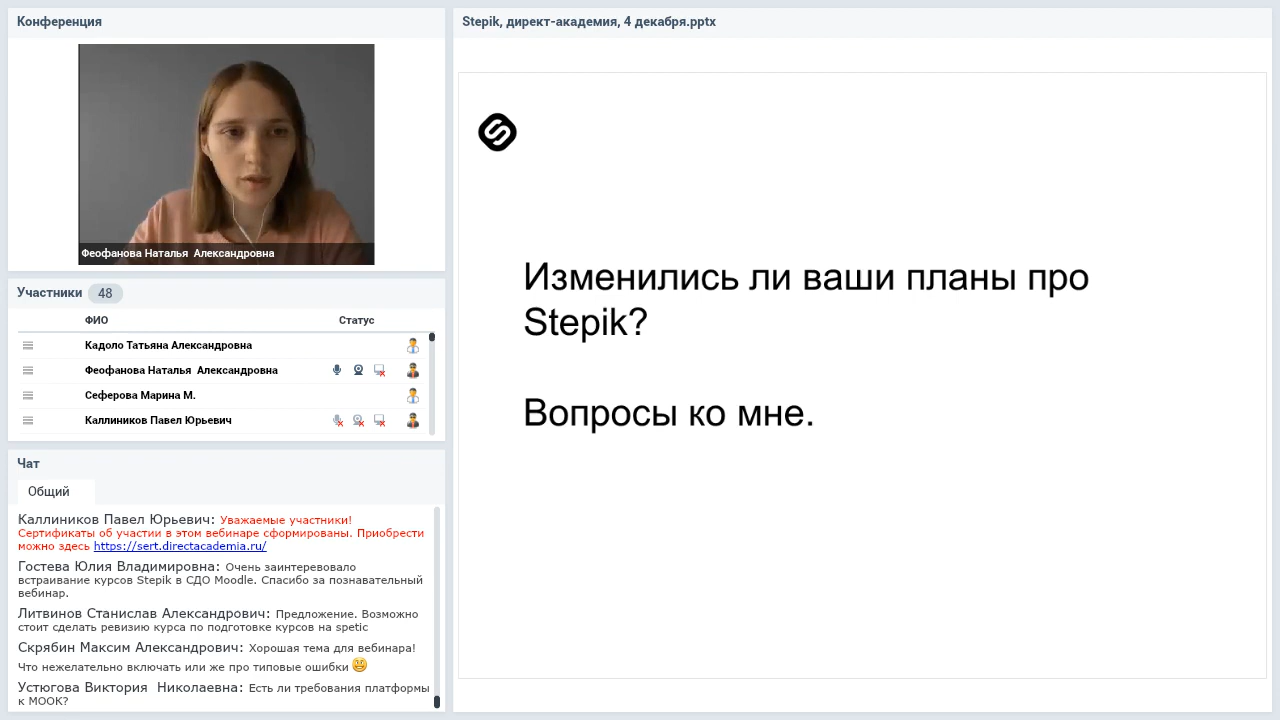 Конференция
Феофанова Наталья  Александровна
Участники 48
ФИО Статус
Кадоло Татьяна Александровна
Феофанова Наталья  Александровна
Сеферова Марина М.
Каллиников Павел Юрьевич
Чат
Общий
Каллиников Павел Юрьевич: Уважаемые участники!
Сертификаты об участии в этом вебинаре сформированы. Приобрести
можно здесь https://sert.directacademia.ru/
Гостева Юлия Владимировна: Очень заинтеревовало
встраивание курсов Stepik в СДО Moodle. Спасибо за познавательный
вебинар.
Литвинов Станислав Александрович: Предложение. Возможно
стоит сделать ревизию курса по подготовке курсов на spetic
Скрябин Максим Александрович: Хорошая тема для вебинара!
Что нежелательно включать или же про типовые ошибки
Устюгова Виктория  Николаевна: Есть ли требования платформы
к МООК?
Stepik, директ-академия, 4 декабря.pptx
Изменились ли ваши планы про
Stepik?
Вопросы ко мне.